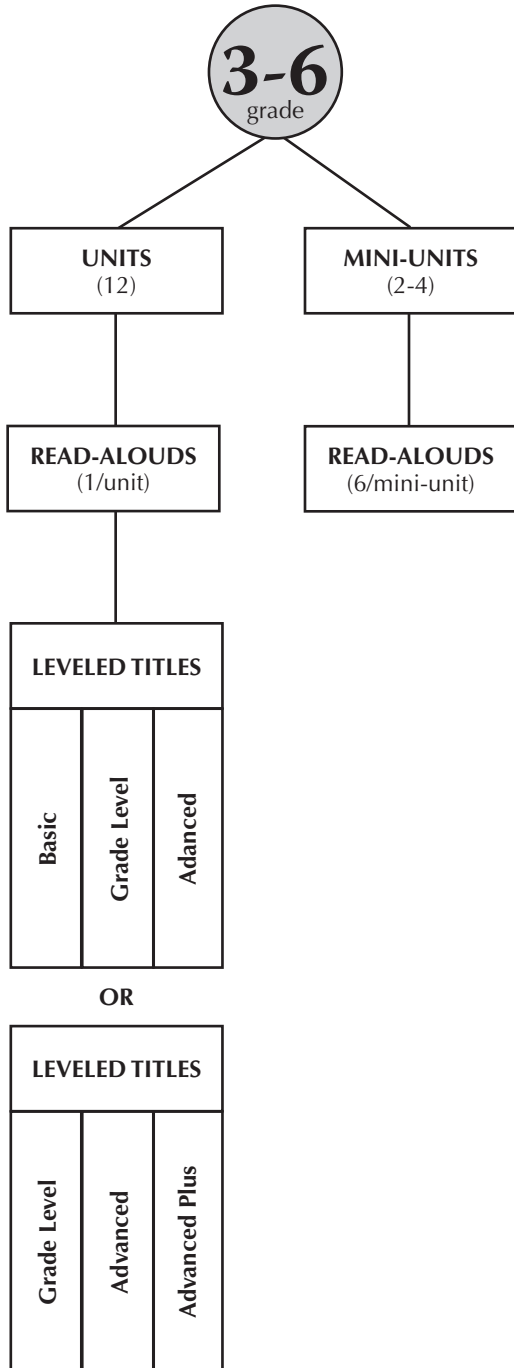 3-6
grade
UNITS
(12)
MINI-UNITS
(2-4)
READ-ALOUDS
(1/unit)
READ-ALOUDS
(6/mini-unit)
LEVELED TITLES
Basic
Grade Level
Adanced
OR
LEVELED TITLES
Grade Level
Advanced
Advanced Plus